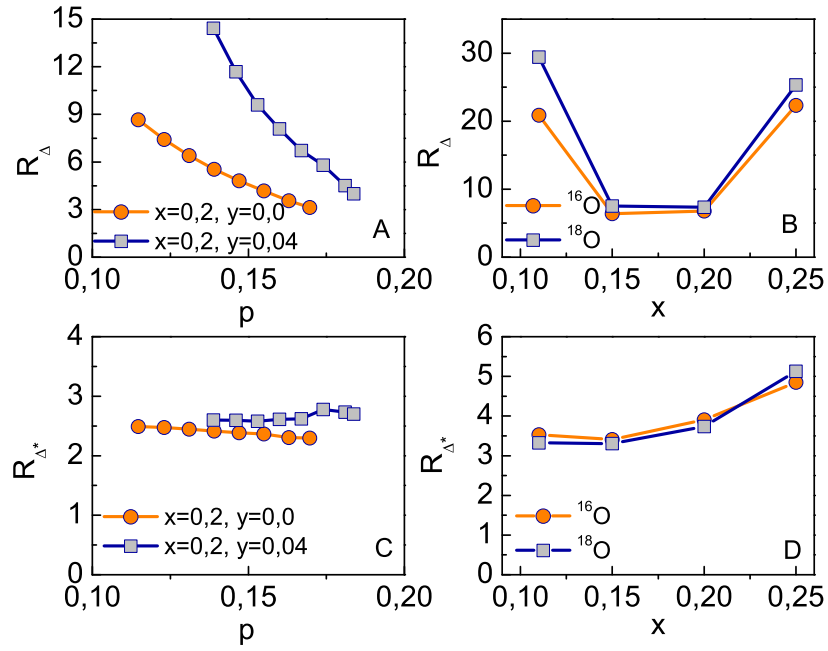 15
12
9
6
3
0
R_Δ
x=0,2, y=0,0
x=0,2, y=0,04
A
0,10
0,15
0,20
p
30
20
10
0
R_Δ
¹⁶O
¹⁸O
B
0,10
0,15
0,20
0,25
x
4
3
2
1
0
R_Δ*
x=0,2, y=0,0
x=0,2, y=0,04
C
0,10
0,15
0,20
p
6
5
4
3
2
1
0
R_Δ*
¹⁶O
¹⁸O
D
0,10
0,15
0,20
0,25
x